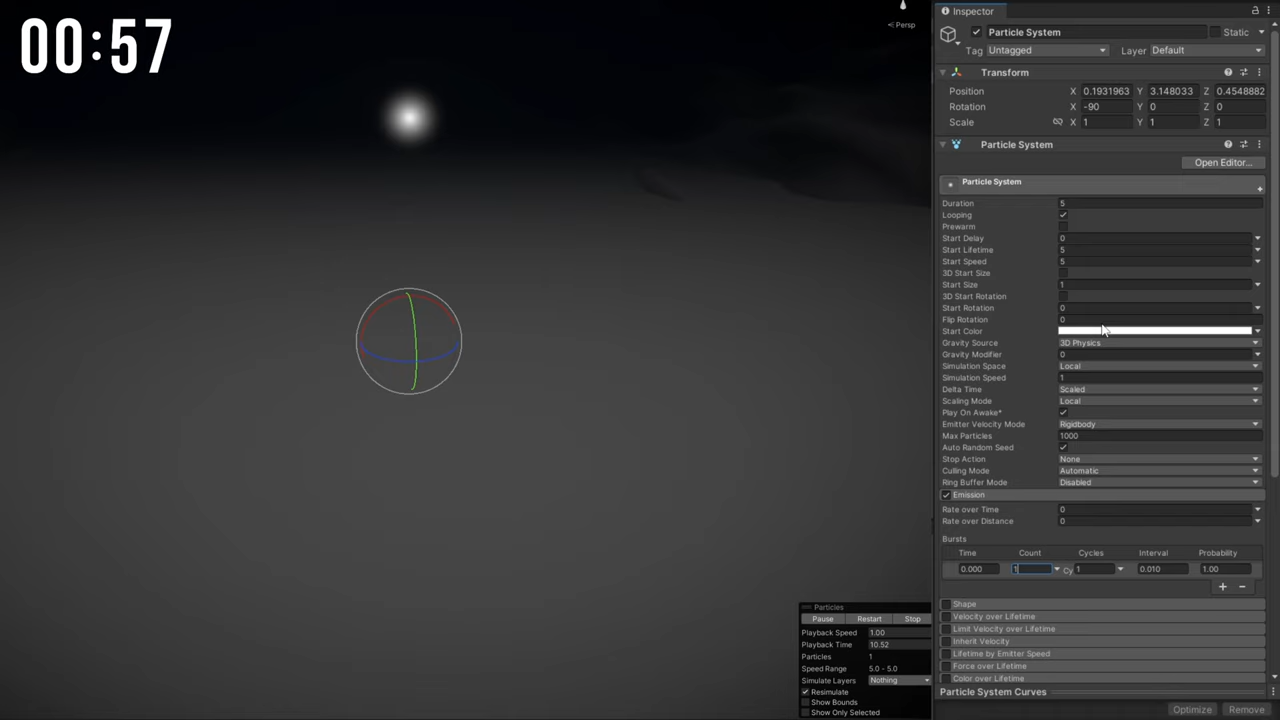 00:57
Persp
Inspector
Particle System
Static
Tag Untagged Layer Default
Transform
Position X 0.1931963 Y 3.148033 Z 0.4548882
Rotation X -90 Y 0 Z 0
Scale X 1 Y 1 Z 1
Particle System
Open Editor...
Particle System
Duration 5
Looping
Prewarm
Start Delay 0
Start Lifetime 5
Start Speed 5
3D Start Size
Start Size 1
3D Start Rotation
Start Rotation 0
Flip Rotation 0
Start Color
Gravity Source 3D Physics
Gravity Modifier 0
Simulation Space Local
Simulation Speed 1
Delta Time Scaled
Scaling Mode Local
Play On Awake*
Emitter Velocity Mode Rigidbody
Max Particles 1000
Auto Random Seed
Stop Action None
Culling Mode Automatic
Ring Buffer Mode Disabled
Emission
Rate over Time 0
Rate over Distance 0
Bursts
Time Count Cycles Interval Probability
0.000 1 Cy 1 0.010 1.00
Shape
Velocity over Lifetime
Limit Velocity over Lifetime
Inherit Velocity
Lifetime by Emitter Speed
Force over Lifetime
Color over Lifetime
Particle System Curves
Optimize Remove
Particles
Pause Restart Stop
Playback Speed 1.00
Playback Time 10.52
Particles 1
Speed Range 5.0 - 5.0
Simulate Layers Nothing
Resimulate
Show Bounds
Show Only Selected